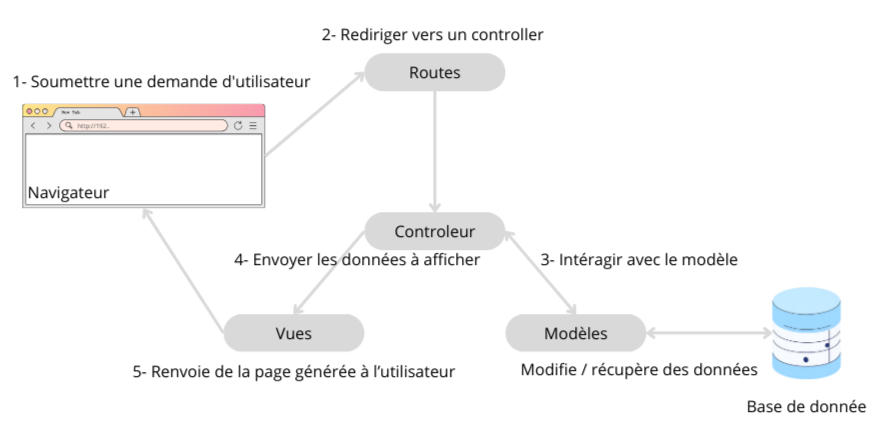 2- Rediriger vers un controller
Routes
1- Soumettre une demande d'utilisateur
New Tab
http://192..
Navigateur
Controleur
4- Envoyer les données à afficher
3- Intéragir avec le modèle
Vues
Modèles
5- Renvoie de la page générée à l’utilisateur
Modifie / récupère des données
Base de donnée